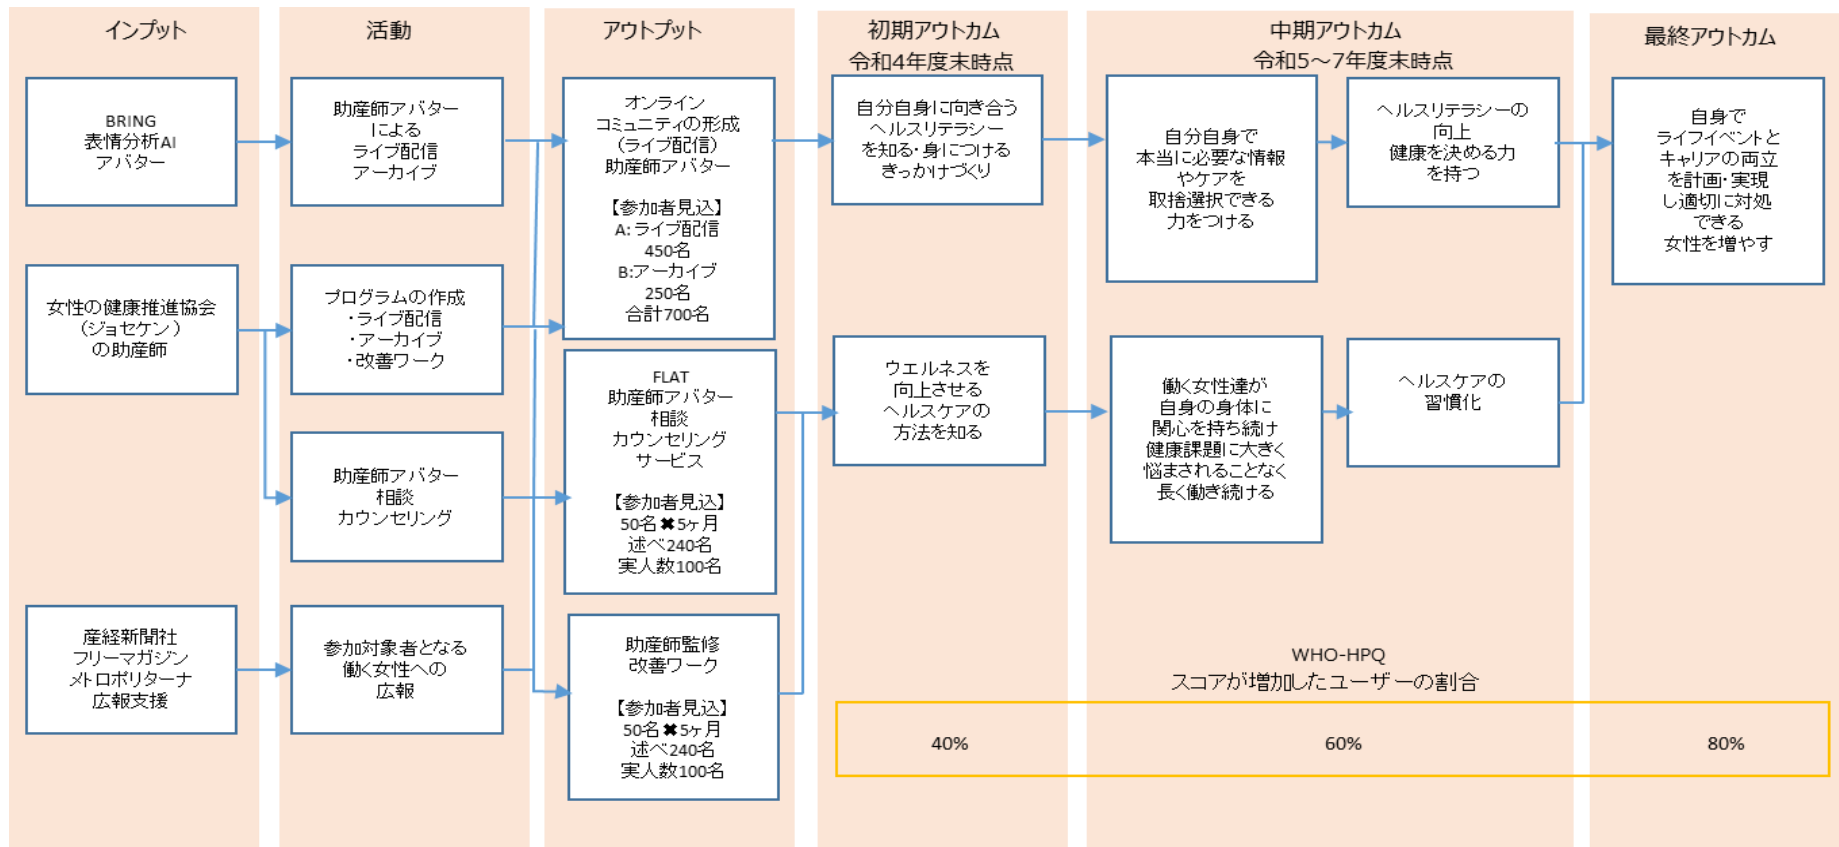 インプット
BRING
表情分析AI
アバター
女性の健康推進協会
（ジョセケン）
の助産師
産経新聞社
フリーマガジン
メトロポリターナ
広報支援
活動
助産師アバター
による
ライブ配信
アーカイブ
プログラムの作成
・ライブ配信
・アーカイブ
・改善ワーク
助産師アバター
相談
カウンセリング
参加対象者となる
働く女性への
広報
アウトプット
オンライン
コミュニティの形成
（ライブ配信）
助産師アバター
【参加者見込】
A:ライブ配信
450名
B:アーカイブ
250名
合計700名
FLAT
助産師アバター
相談
カウンセリング
サービス
【参加者見込】
50名✖5ヶ月
述べ240名
実人数100名
助産師監修
改善ワーク
【参加者見込】
50名✖5ヶ月
述べ240名
実人数100名
初期アウトカム
令和4年度末時点
自分自身に向き合う
ヘルスリテラシー
を知る・身につける
きっかけづくり
ウエルネスを
向上させる
ヘルスケアの
方法を知る
中期アウトカム
令和5～7年度末時点
自分自身で
本当に必要な情報
やケアを
取捨選択できる
力をつける
ヘルスリテラシーの
向上
健康を決める力
を持つ
働く女性達が
自身の身体に
関心を持ち続け
健康課題に大きく
悩まされることなく
長く働き続ける
ヘルスケアの
習慣化
最終アウトカム
自身で
ライフイベントと
キャリアの両立
を計画・実現
し適切に対処
できる
女性を増やす
WHO-HPQ
スコアが増加したユーザーの割合
40%
60%
80%